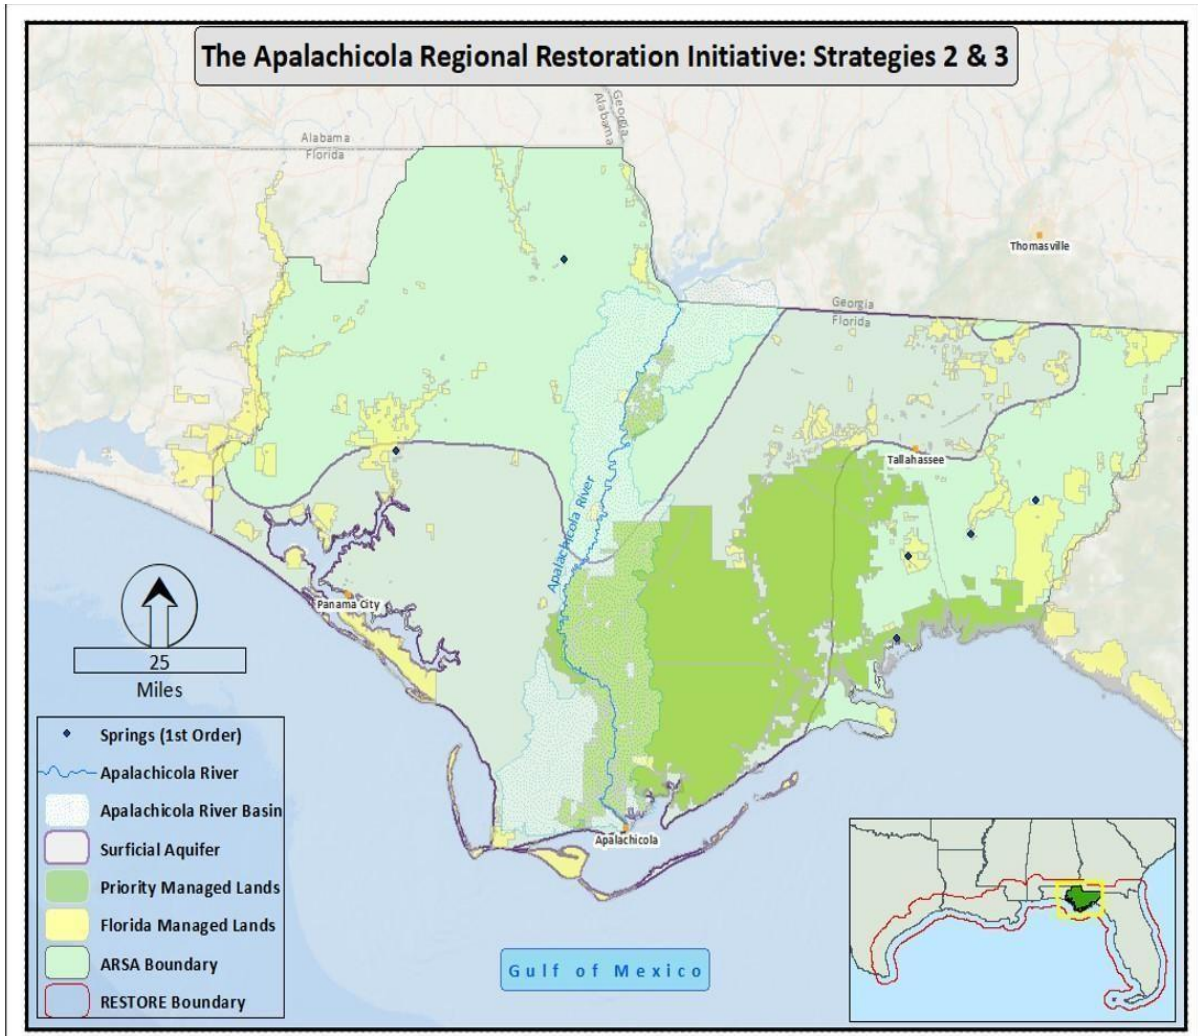 The Apalachicola Regional Restoration Initiative: Strategies 2 & 3
Georgia
Alabama
Alabama
Florida
Thomasville
Georgia
Florida
Tallahassee
Apalachicola River
Panama City
25
Miles
Apalachicola
Springs (1st Order)
Apalachicola River
Apalachicola River Basin
Surficial Aquifer
Priority Managed Lands
Florida Managed Lands
ARSA Boundary
RESTORE Boundary
Gulf of Mexico